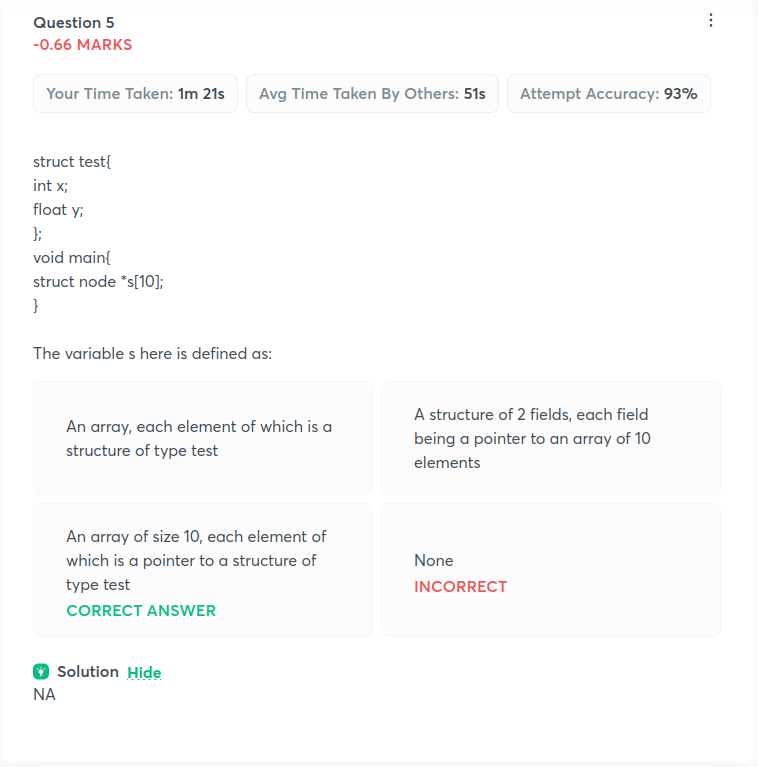 Question 5
-0.66 MARKS
Your Time Taken: 1m 21s
Avg Time Taken By Others: 51s
Attempt Accuracy: 93%
struct test{
int x;
float y;
};
void main{
struct node *s[10];
}
The variable s here is defined as:
An array, each element of which is a
structure of type test
A structure of 2 fields, each field
being a pointer to an array of 10
elements
An array of size 10, each element of
which is a pointer to a structure of
type test
CORRECT ANSWER
None
INCORRECT
Solution Hide
NA